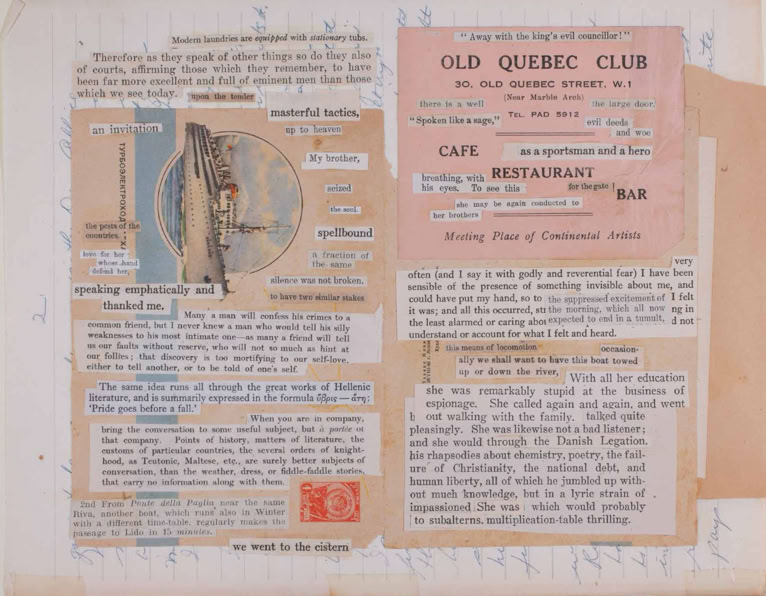 Modern laundries are equipped with stationary tubs.
Therefore as they speak of other things so do they also
of courts, affirming those which they remember, to have
been far more excellent and full of eminent men than those
which we see today.
upon the tender
masterful tactics,
an invitation
up to heaven
My brother,
ТУРБОЭЛЕКТРОХОД
seized
the soul.
the pests of the
countries.
spellbound
love for her
whose hand
defend her,
a fraction of
the same
silence was not broken.
speaking emphatically and
to have two similar stakes
thanked me.
Many a man will confess his crimes to a
common friend, but I never knew a man who would tell his silly
weaknesses to his most intimate one—as many a friend will tell
us our faults without reserve, who will not so much as hint at
our follies; that discovery is too mortifying to our self-love,
either to tell another, or to be told of one's self.
The same idea runs all through the great works of Hellenic
literature, and is summarily expressed in the formula ὕβρις — ἄτη:
'Pride goes before a fall.'
When you are in company,
bring the conversation to some useful subject, but à portée of
that company. Points of history, matters of literature, the
customs of particular countries, the several orders of knight-
hood, as Teutonic, Maltese, etc., are surely better subjects of
conversation, than the weather, dress, or fiddle-faddle stories,
that carry no information along with them.
2nd From Ponte della Paglia near the same
Riva, another boat, which runs also in Winter
with a different time-table, regularly makes the
passage to Lido in 15 minutes.
we went to the cistern
2
" Away with the king's evil councillor!"
OLD QUEBEC CLUB
30, OLD QUEBEC STREET, W.1
(Near Marble Arch)
there is a well
the large door.
TEL. PAD 5912
"Spoken like a sage,"
evil deeds
and woe
CAFE
as a sportsman and a hero
RESTAURANT
breathing, with
his eyes. To see this
for the gate!
BAR
she may be again conducted to
her brothers
Meeting Place of Continental Artists
very
often (and I say it with godly and reverential fear) I have been
sensible of the presence of something invisible about me, and
could have put my hand, so to the suppressed excitement of I felt
it was; and all this occurred, the morning, which all now ng in
the least alarmed or caring abo expected to end in a tumult, d not
understand or account for what I felt and heard.
this means of locomotion
occasion-
ally we shall want to have this boat towed
up or down the river,
With all her education
she was remarkably stupid at the business of
espionage. She called again and again, and went
b out walking with the family. talked quite
pleasingly. She was likewise not a bad listener;
and she would through the Danish Legation.
his rhapsodies about chemistry, poetry, the fail-
ure of Christianity, the national debt, and
human liberty, all of which he jumbled up with-
out much knowledge, but in a lyric strain of
impassioned She was which would probably
to subalterns. multiplication-table thrilling.